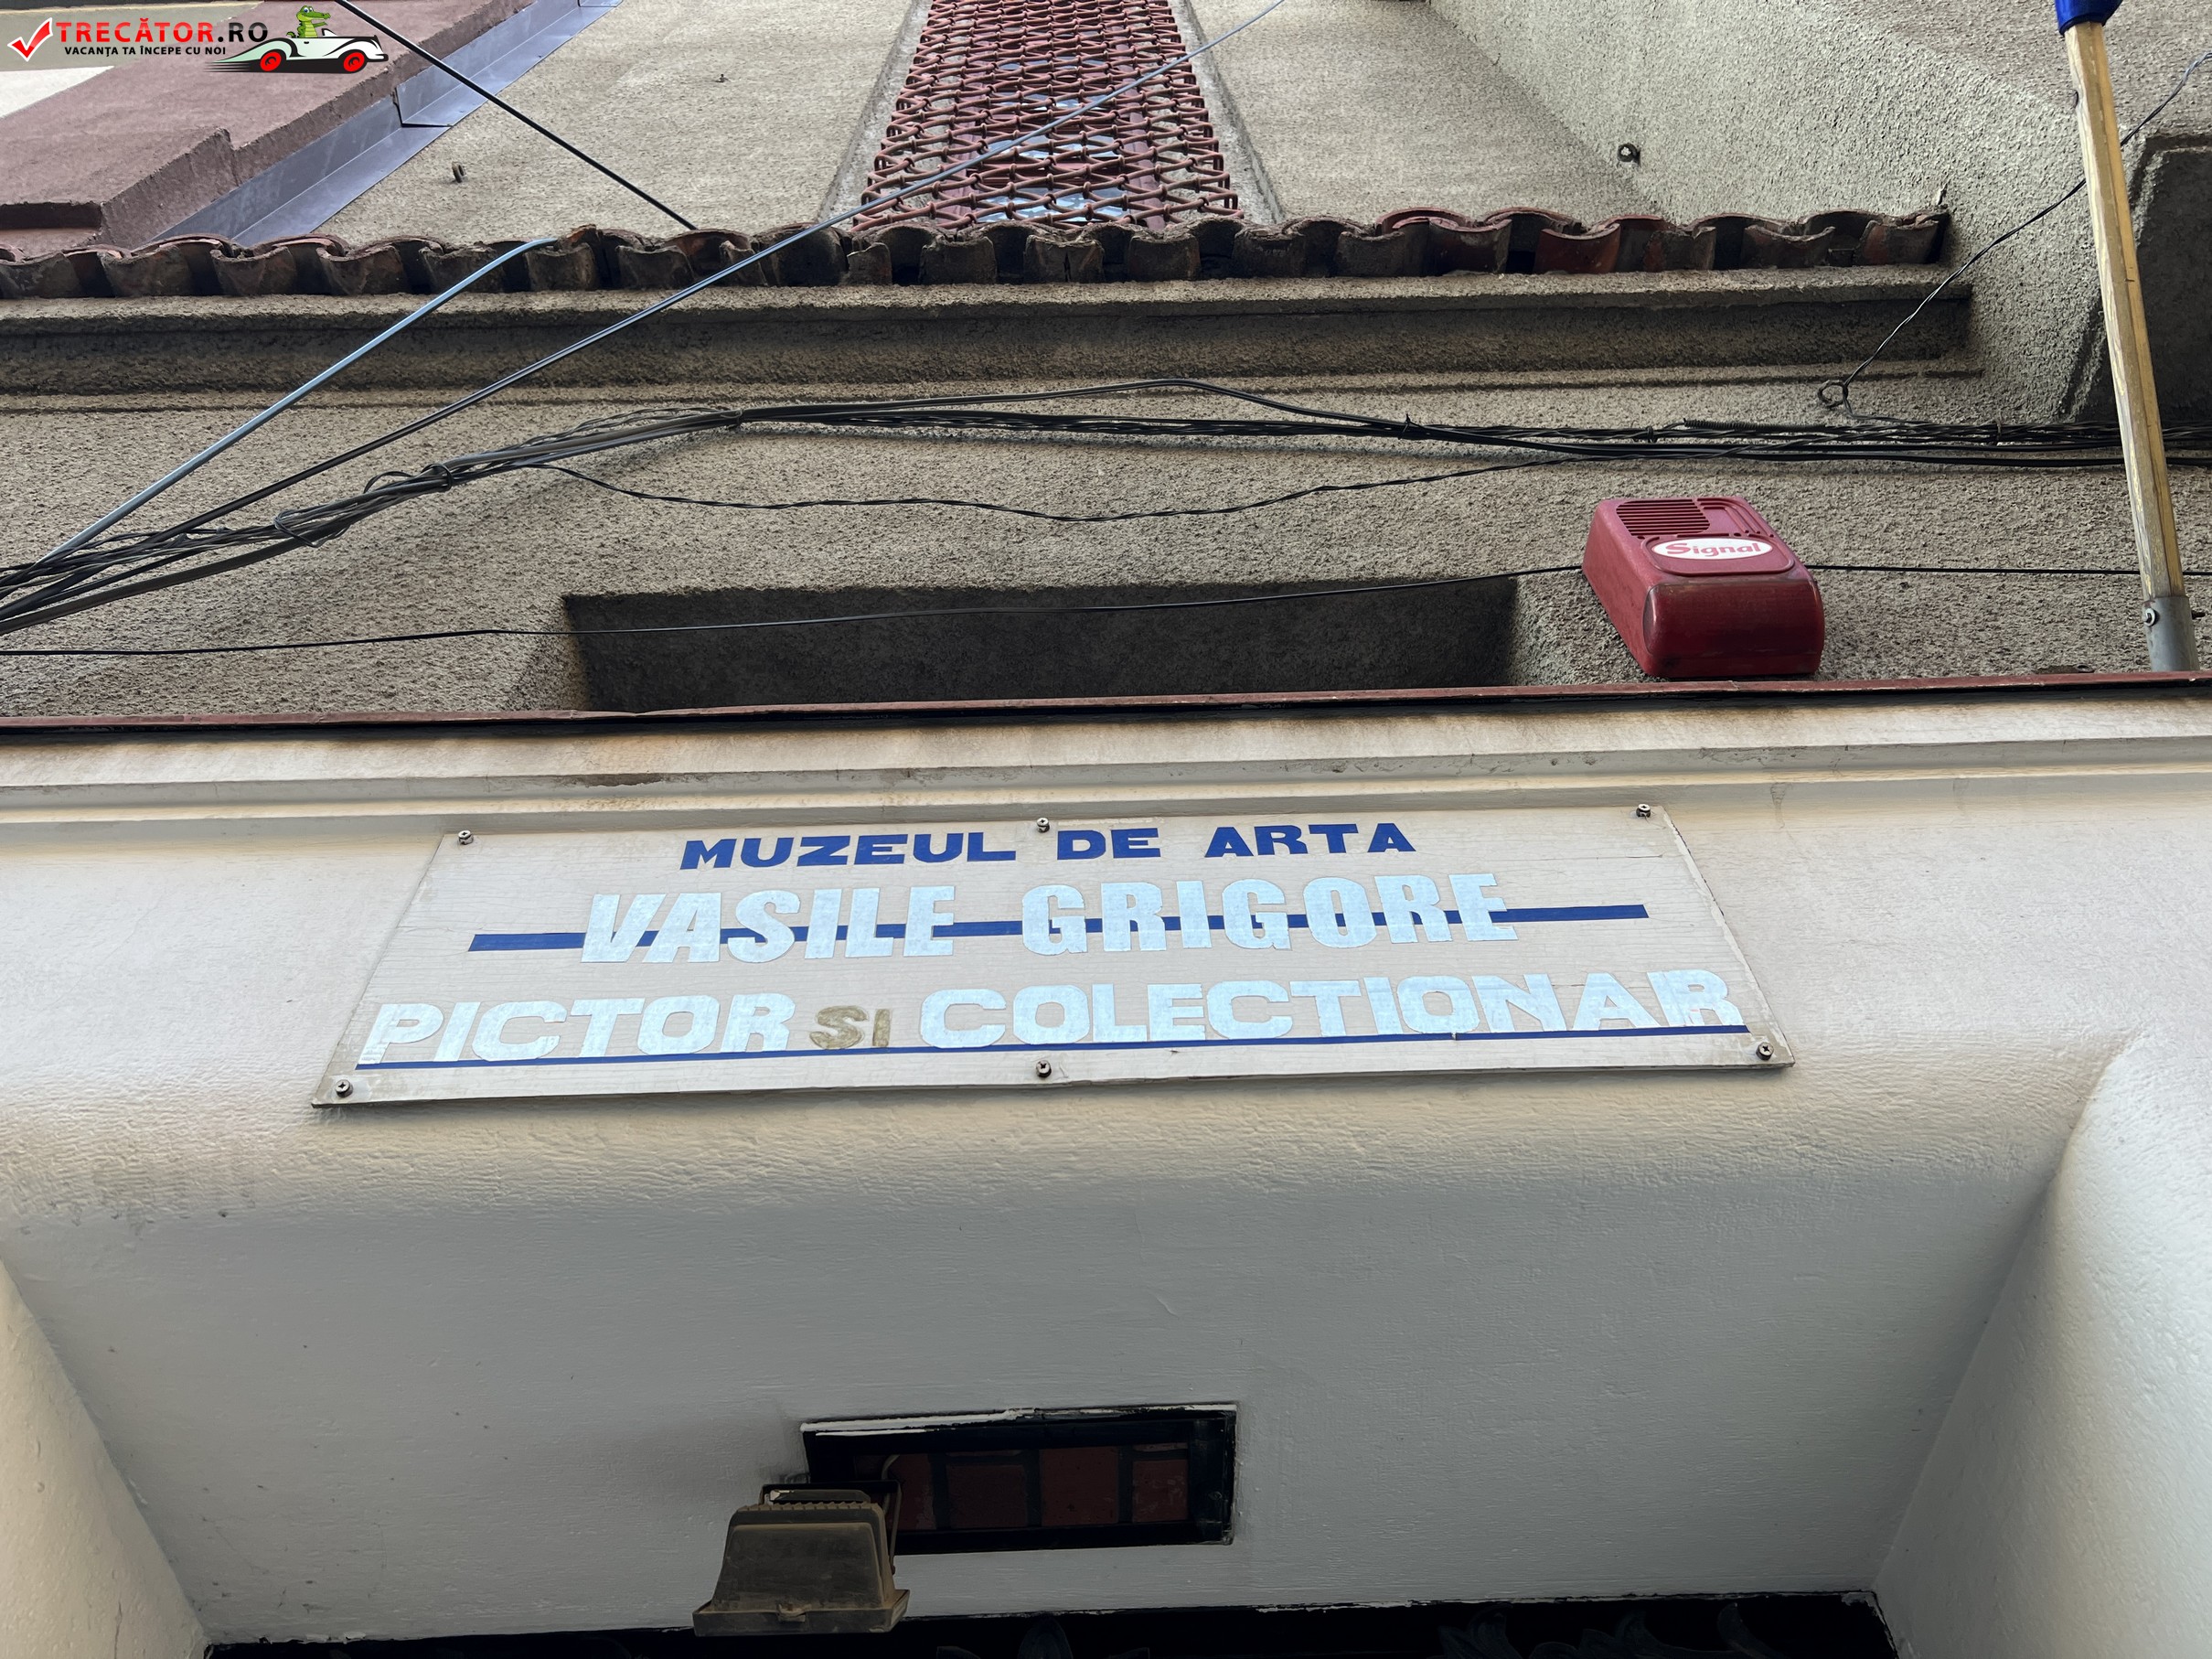 TRECĂTOR.RO
VACANȚA TA ÎNCEPE CU NOI
Signal
MUZEUL DE ARTA
VASILE GRIGORE
PICTOR SI COLECTIONAR